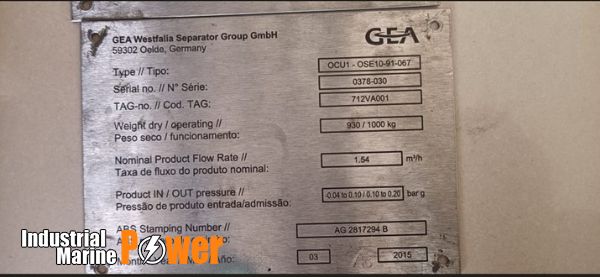 GEA Westfalia Separator Group GmbH
59302 Oelde, Germany
GEA
Type // Tipo:
OCU1 - OSE10-91-067
Serial no. // N° Série:
0378-030
TAG-no. // Cod. TAG:
712VA001
Weight dry / operating //
Peso seco / funcionamento:
930 / 1000 kg
Nominal Product Flow Rate //
Taxa de fluxo do produto nominal:
1.54 m³/h
Product IN / OUT pressure //
Pressão de produto entrada/admissão:
-0.04 to 0.10 / 0.10 to 0.20 bar g
ABS Stamping Number //
AG 2817294 B
03 2015
Industrial
Marine
Power